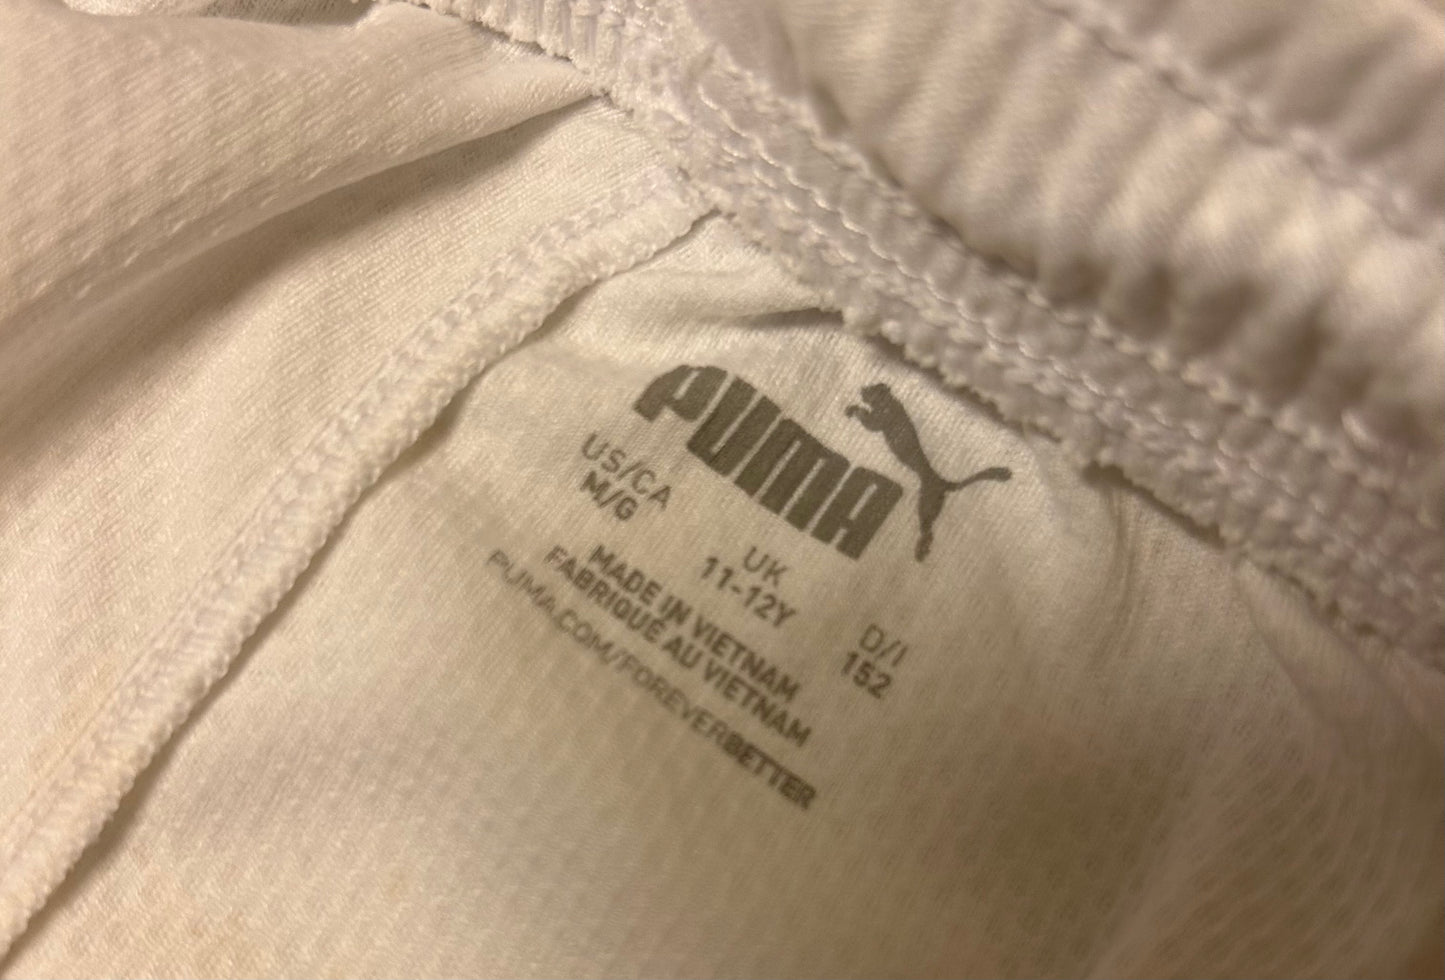 PUMA
US/CA
M/G
UK
11-12Y
D/I
152
MADE IN VIETNAM
FABRIQUÉ AU VIETNAM
PUMA.COM/FOREVERBETTER